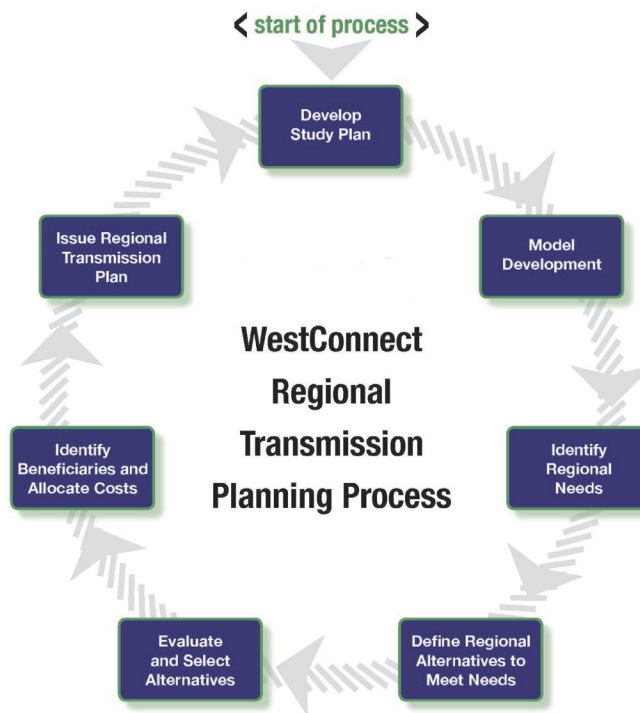 < start of process >
Develop
Study Plan
Model
Development
Identify
Regional
Needs
Define Regional
Alternatives to
Meet Needs
Evaluate
and Select
Alternatives
Identify
Beneficiaries and
Allocate Costs
Issue Regional
Transmission
Plan
WestConnect
Regional
Transmission
Planning Process